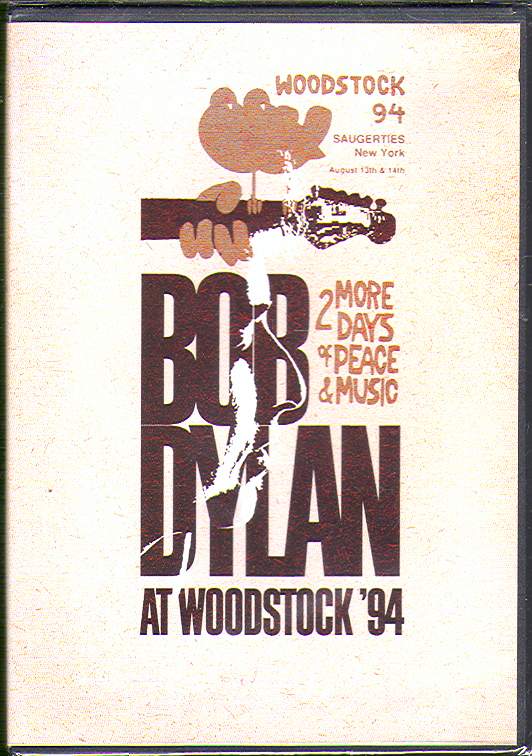 WOODSTOCK
94
SAUGERTIES
New York
August 13th & 14th
BOB
2 MORE
DAYS
of PEACE
& MUSIC
DYLAN
AT WOODSTOCK '94